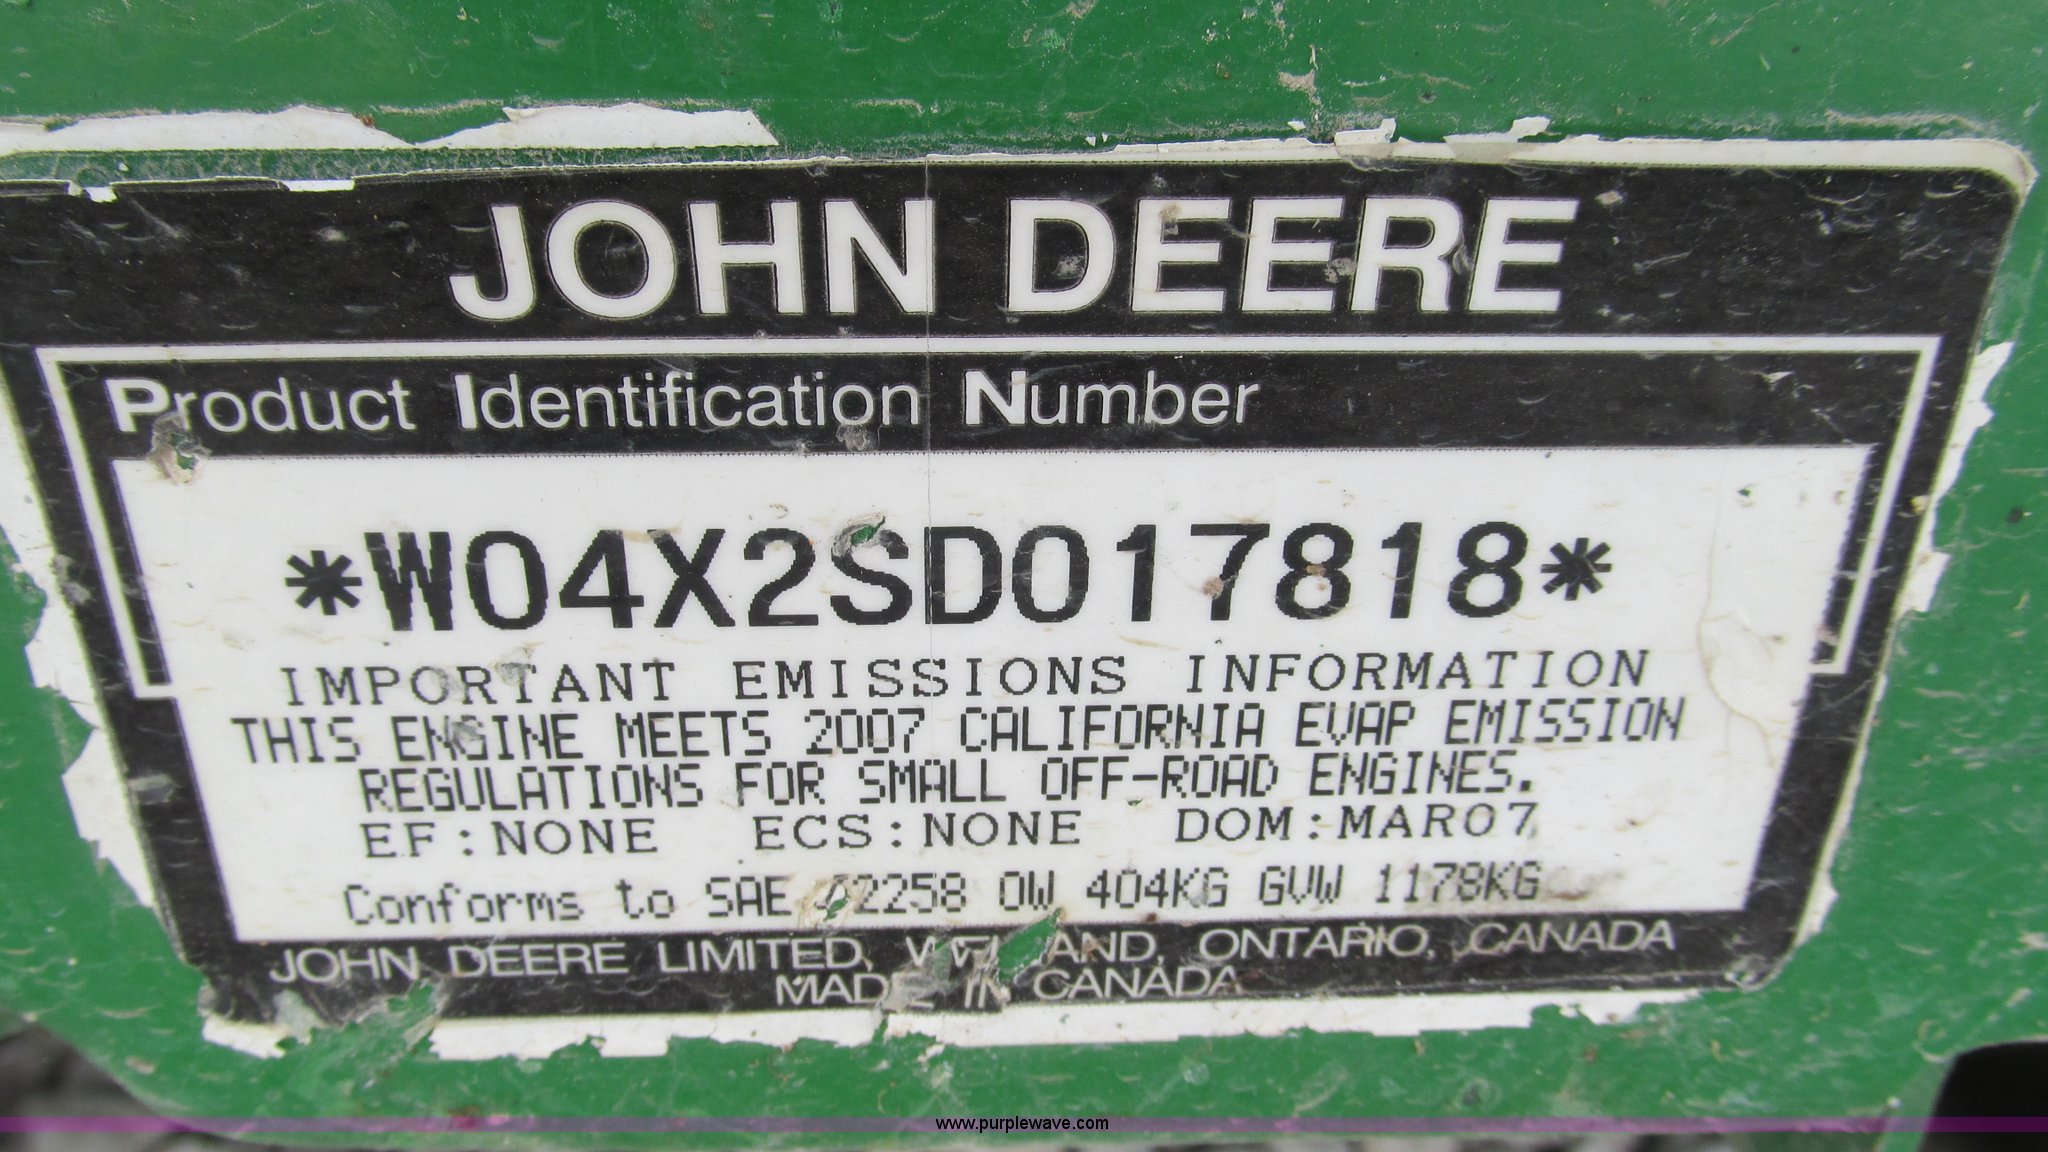 JOHN DEERE
Product Identification Number
*W04X2SD017818*
IMPORTANT EMISSIONS INFORMATION
THIS ENGINE MEETS 2007 CALIFORNIA EVAP EMISSION
REGULATIONS FOR SMALL OFF-ROAD ENGINES.
EF:NONE ECS:NONE DOM:MAR07
Conforms to SAE OW 404KG GVW 1178KG
JOHN DEERE LIMITED, ONTARIO, CANADA
MADE IN CANADA
www.purplewave.com